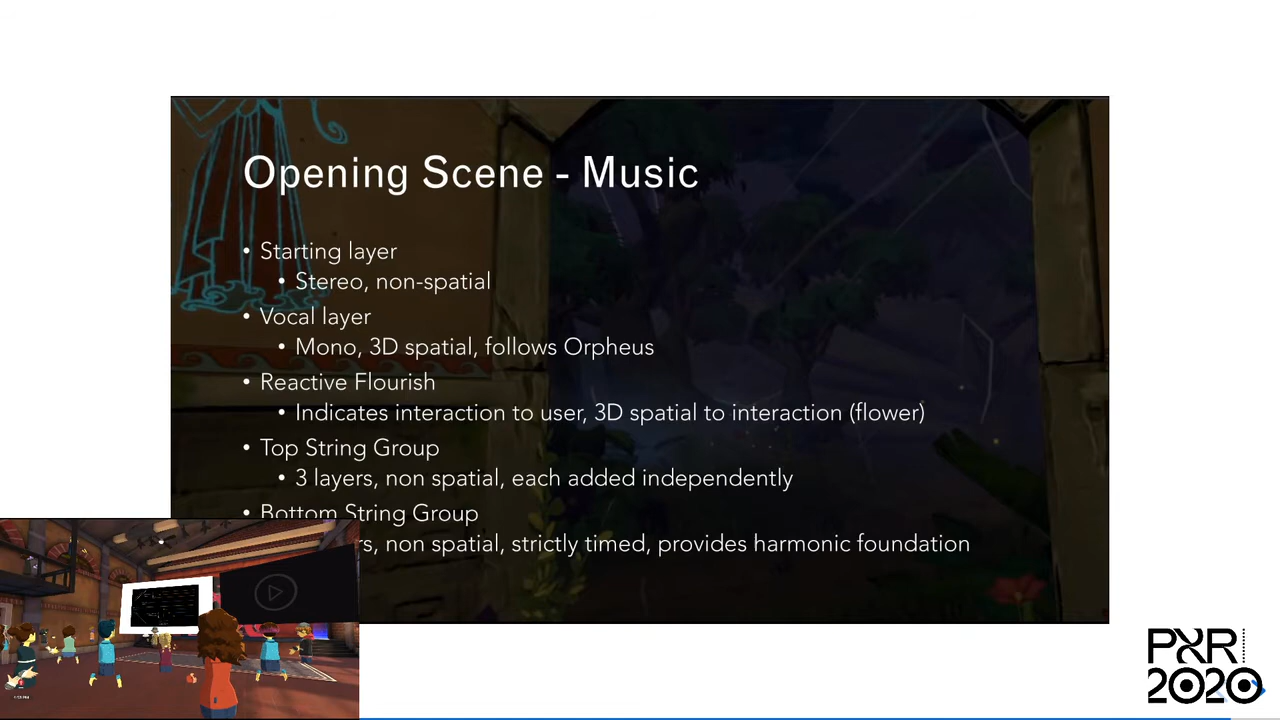 Opening Scene - Music
• Starting layer
• Stereo, non-spatial
• Vocal layer
• Mono, 3D spatial, follows Orpheus
• Reactive Flourish
• Indicates interaction to user, 3D spatial to interaction (flower)
• Top String Group
• 3 layers, non spatial, each added independently
• Bottom String Group
non spatial, strictly timed, provides harmonic foundation
PXR
2020